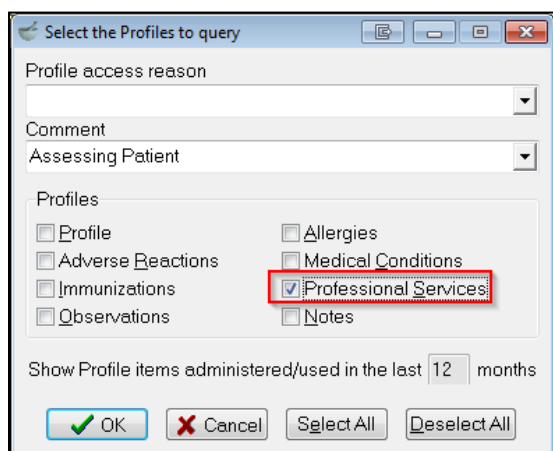 Select the Profiles to query
Profile access reason
Comment
Assessing Patient
Profiles
Profile
Allergies
Adverse Reactions
Medical Conditions
Immunizations
Professional Services
Observations
Notes
Show Profile items administered/used in the last 12 months
OK
Cancel
Select All
Deselect All